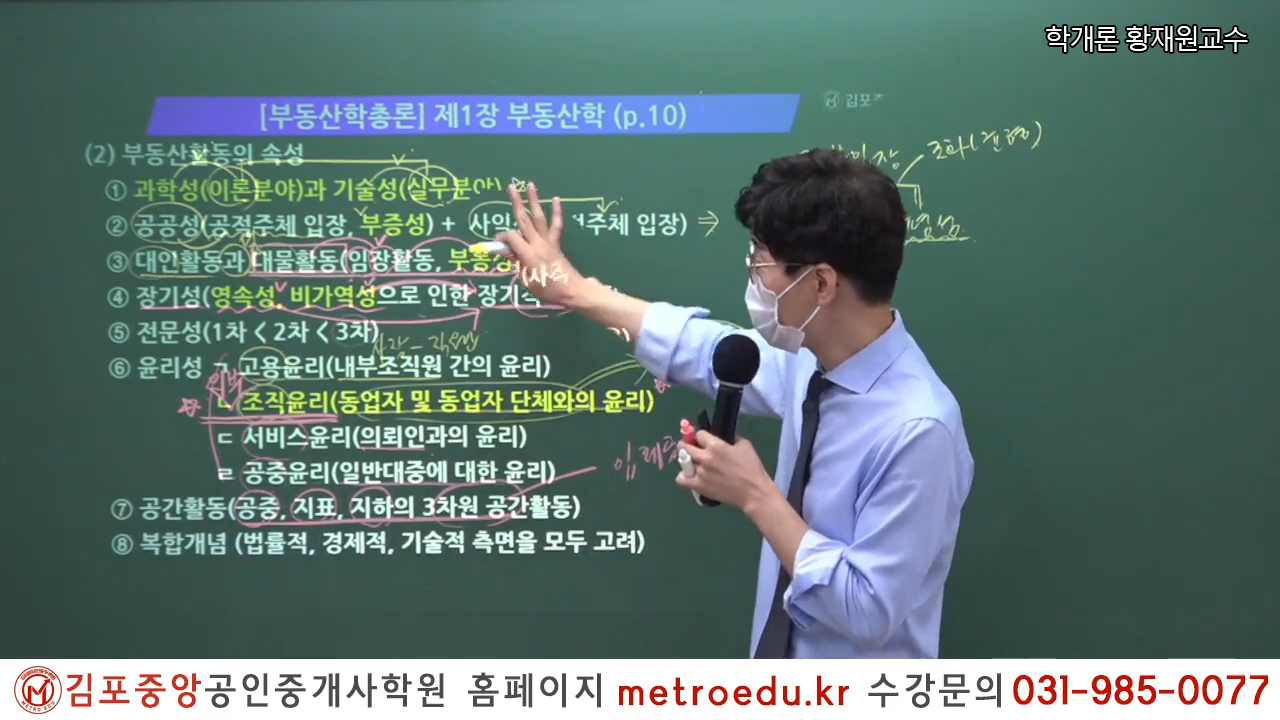 학개론 황재원교수
김포
[부동산학총론] 제1장 부동산학 (p.10)
(2) 부동산활동의 속성
① 과학성(이론분야)과 기술성(실무분야)
② 공공성(공적주체 입장, 부증성) + 사익 주체 입장) ⇒
③ 대인활동과 대물활동(임장활동, 부동성
④ 장기성(영속성, 비가역성으로 인한 장기적
⑤ 전문성(1차 < 2차 < 3차)
⑥ 윤리성 ㄱ 고용윤리(내부조직원 간의 윤리)
ㄴ 조직윤리(동업자 및 동업자 단체와의 윤리)
ㄷ 서비스윤리(의뢰인과의 윤리)
ㄹ 공중윤리(일반대중에 대한 윤리)
⑦ 공간활동(공중, 지표, 지하의 3차원 공간활동)
⑧ 복합개념 (법률적, 경제적, 기술적 측면을 모두 고려)
METRO EDU
김포중앙공인중개사학원 홈페이지 metroedu.kr 수강문의 031-985-0077